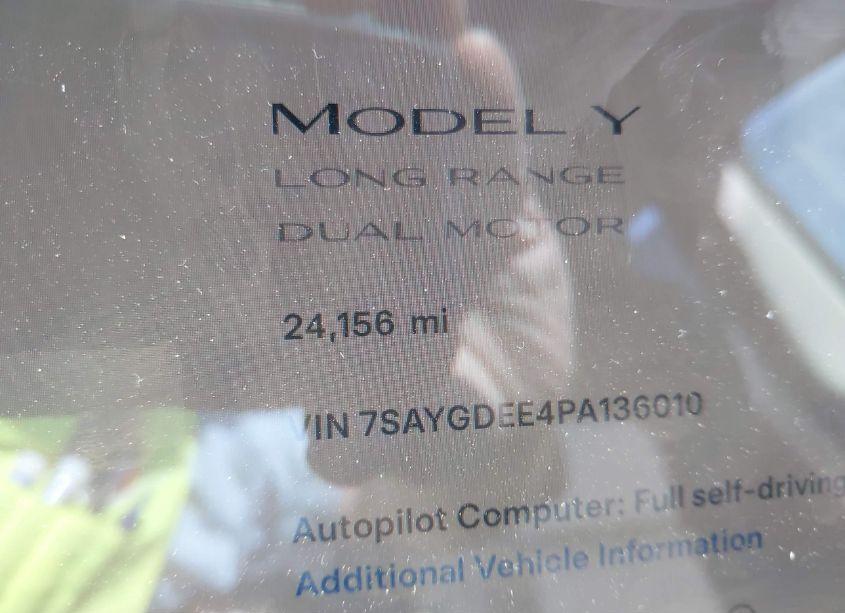 MODEL Y
LONG RANGE
DUAL MOTOR
24,156 mi
VIN 7SAYGDEE4PA136010
Autopilot Computer: Full self-driving
Additional Vehicle Information